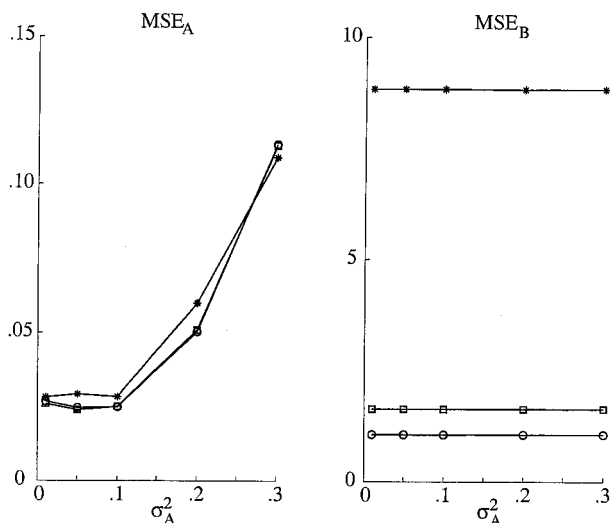 MSE_A
.15
.10
.05
0
0 .1 .2 .3
σ²_A
MSE_B
10
5
0
0 .1 .2 .3
σ²_A